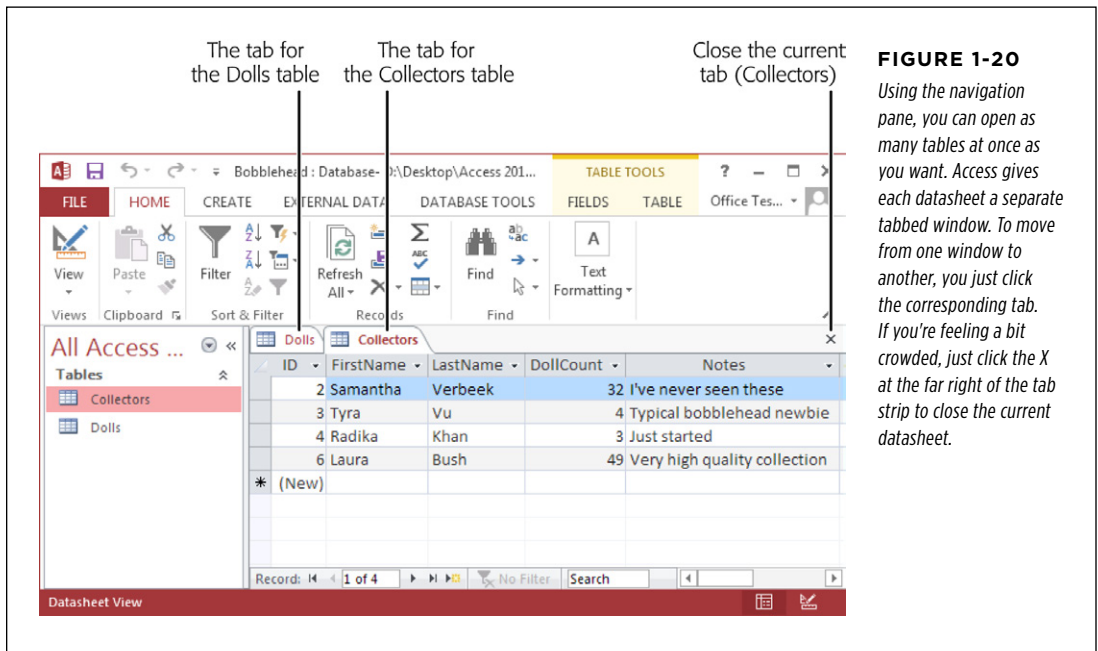 The tab for
the Dolls table
The tab for
the Collectors table
Close the current
tab (Collectors)
FIGURE 1-20
Using the navigation
pane, you can open as
many tables at once as
you want. Access gives
each datasheet a separate
tabbed window. To move
from one window to
another, you just click
the corresponding tab.
If you're feeling a bit
crowded, just click the X
at the far right of the tab
strip to close the current
datasheet.
Bobblehead : Database- D:\Desktop\Access 201... TABLE TOOLS ?
FILE HOME CREATE EXTERNAL DATA DATABASE TOOLS FIELDS TABLE Office Tes...
View Paste Filter Refresh All Find A Text Formatting
Views Clipboard Sort & Filter Records Find
All Access ... «
Tables
Collectors
Dolls
Dolls Collectors
ID FirstName LastName DollCount Notes
2 Samantha Verbeek 32 I've never seen these
3 Tyra Vu 4 Typical bobblehead newbie
4 Radika Khan 3 Just started
6 Laura Bush 49 Very high quality collection
* (New)
Record: 1 of 4 No Filter Search
Datasheet View